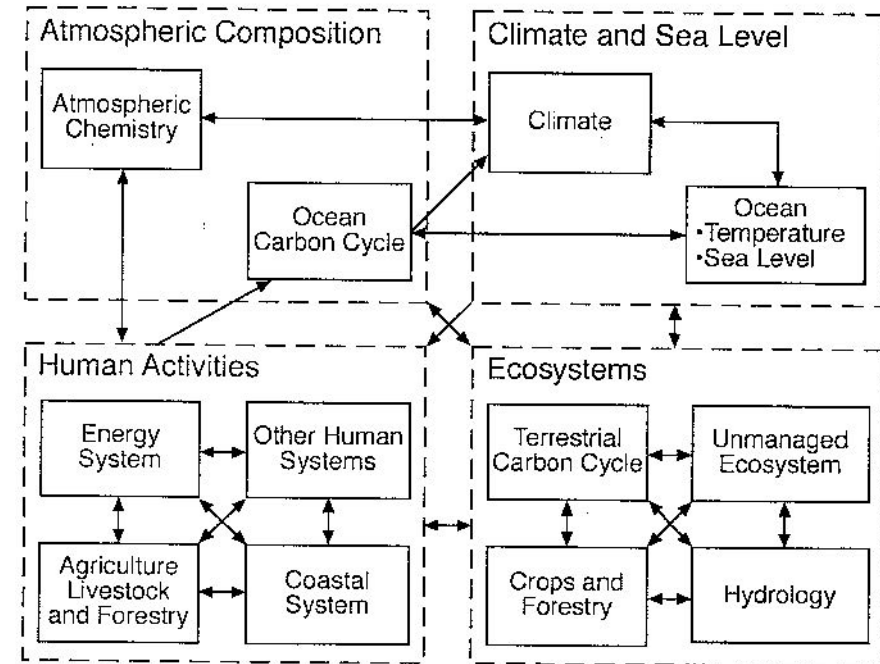 Atmospheric Composition
Atmospheric
Chemistry
Ocean
Carbon Cycle
Climate and Sea Level
Climate
Ocean
•Temperature
•Sea Level
Human Activities
Energy
System
Other Human
Systems
Agriculture
Livestock
and Forestry
Coastal
System
Ecosystems
Terrestrial
Carbon Cycle
Unmanaged
Ecosystem
Crops and
Forestry
Hydrology